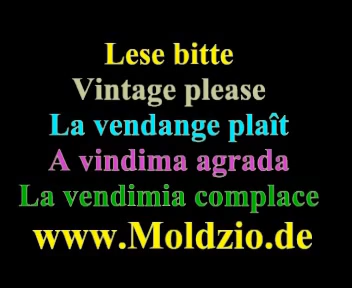 Lese bitte
Vintage please
La vendange plaît
A vindima agrada
La vendimia complace
www.Moldzio.de